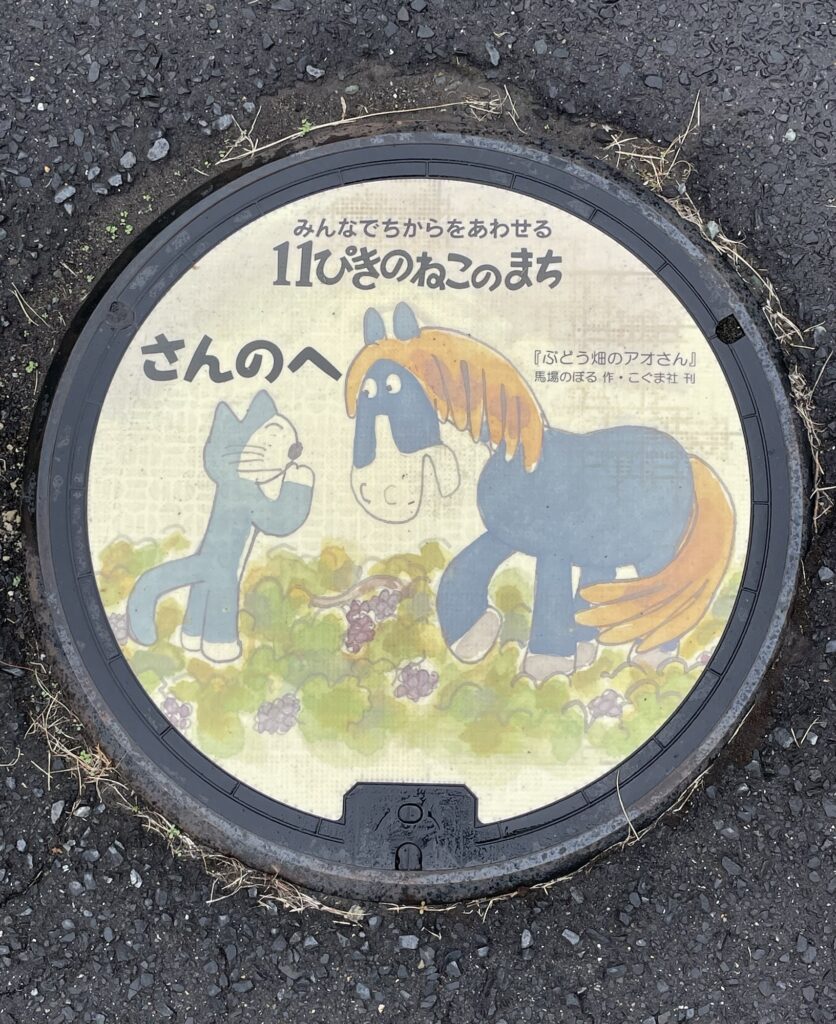 みんなでちからをあわせる
11ぴきのねこのまち
さんのへ
『ぶどう畑のアオさん』
馬場のぼる 作・こぐま社 刊